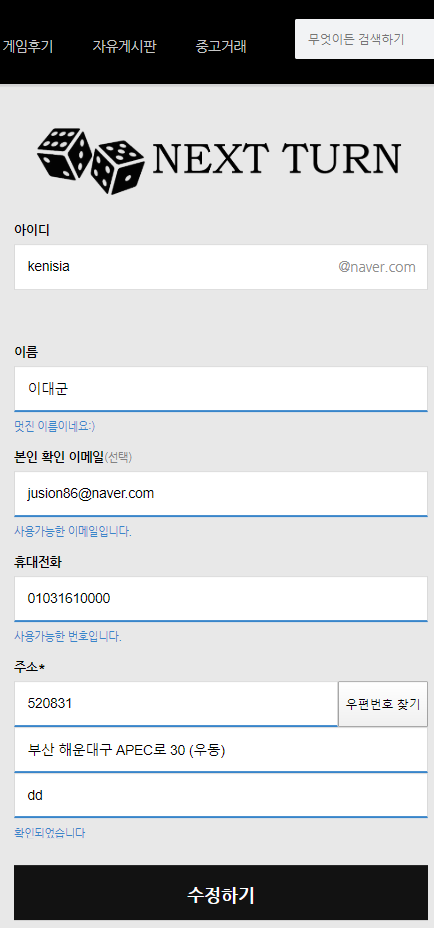 게임후기 자유게시판 중고거래 무엇이든 검색하기
NEXT TURN
아이디
kenisia @naver.com
이름
이대군
멋진 이름이네요:)
본인 확인 이메일(선택)
jusion86@naver.com
사용가능한 이메일입니다.
휴대전화
01031610000
사용가능한 번호입니다.
주소*
520831 우편번호 찾기
부산 해운대구 APEC로 30 (우동)
dd
확인되었습니다
수정하기